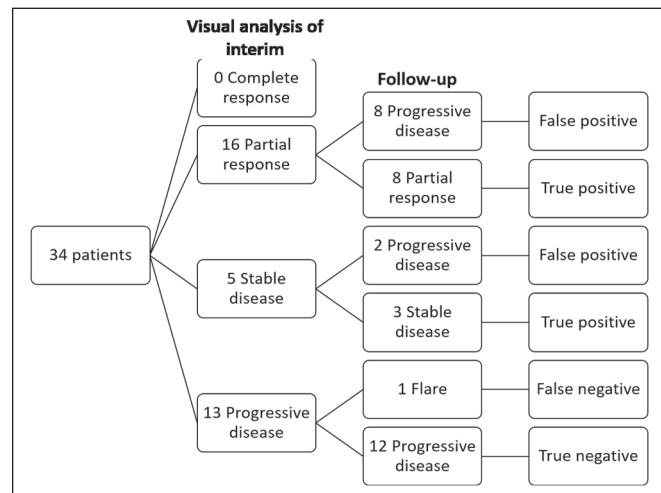 Visual analysis of
interim
0 Complete
response
Follow-up
8 Progressive
disease
False positive
16 Partial
response
8 Partial
response
True positive
34 patients
2 Progressive
disease
False positive
5 Stable
disease
3 Stable
disease
True positive
1 Flare
False negative
13 Progressive
disease
12 Progressive
disease
True negative